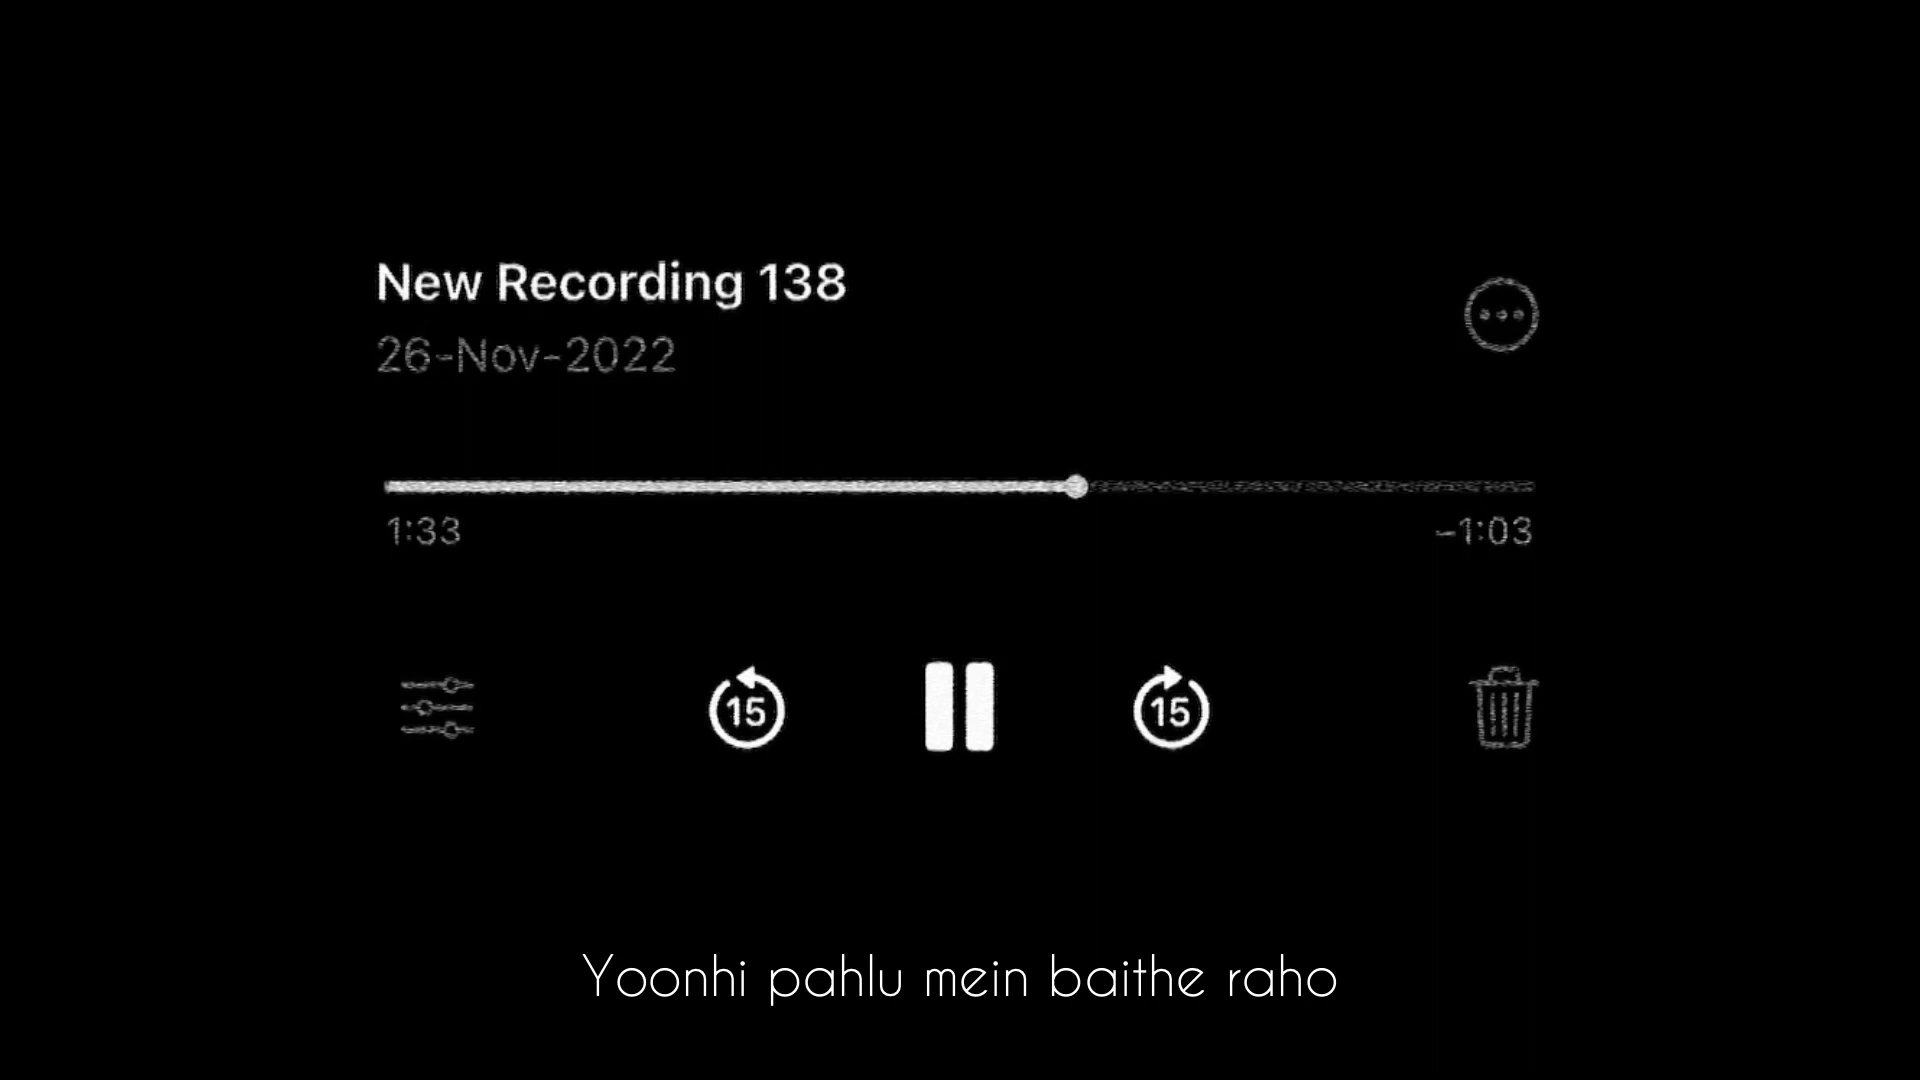 New Recording 138
26-Nov-2022
1:33
-1:03
15
15
Yoonhi pahlu mein baithe raho